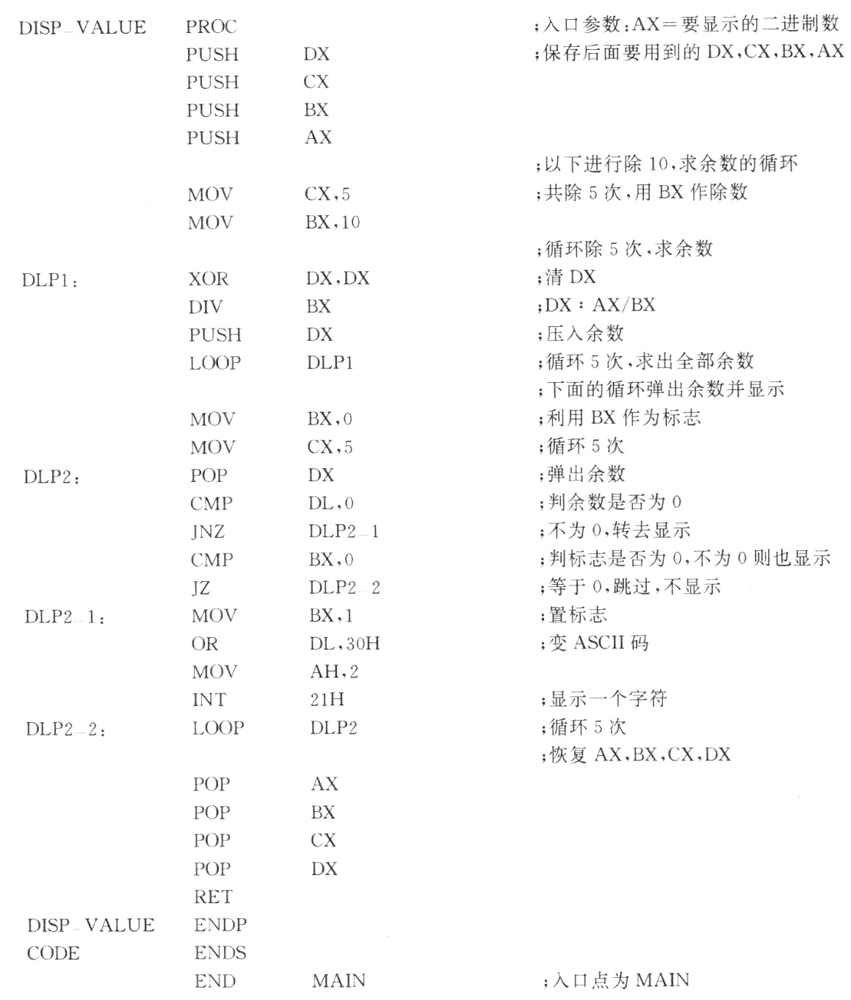 DISP_VALUE PROC ;入口参数:AX=要显示的二进制数
PUSH DX ;保存后面要用到的 DX,CX,BX,AX
PUSH CX
PUSH BX
PUSH AX
;以下进行除 10,求余数的循环
MOV CX,5 ;共除 5 次,用 BX 作除数
MOV BX,10
;循环除 5 次,求余数
DLP1: XOR DX,DX ;清 DX
DIV BX ;DX:AX/BX
PUSH DX ;压入余数
LOOP DLP1 ;循环 5 次,求出全部余数
;下面的循环弹出余数并显示
MOV BX,0 ;利用 BX 作为标志
MOV CX,5 ;循环 5 次
DLP2: POP DX ;弹出余数
CMP DL,0 ;判余数是否为 0
JNZ DLP2_1 ;不为 0,转去显示
CMP BX,0 ;判标志是否为 0,不为 0 则也显示
JZ DLP2_2 ;等于 0,跳过,不显示
DLP2_1: MOV BX,1 ;置标志
OR DL,30H ;变 ASCII 码
MOV AH,2
INT 21H ;显示一个字符
DLP2_2: LOOP DLP2 ;循环 5 次
;恢复 AX,BX,CX,DX
POP AX
POP BX
POP CX
POP DX
RET
DISP_VALUE ENDP
CODE ENDS
END MAIN ;入口点为 MAIN